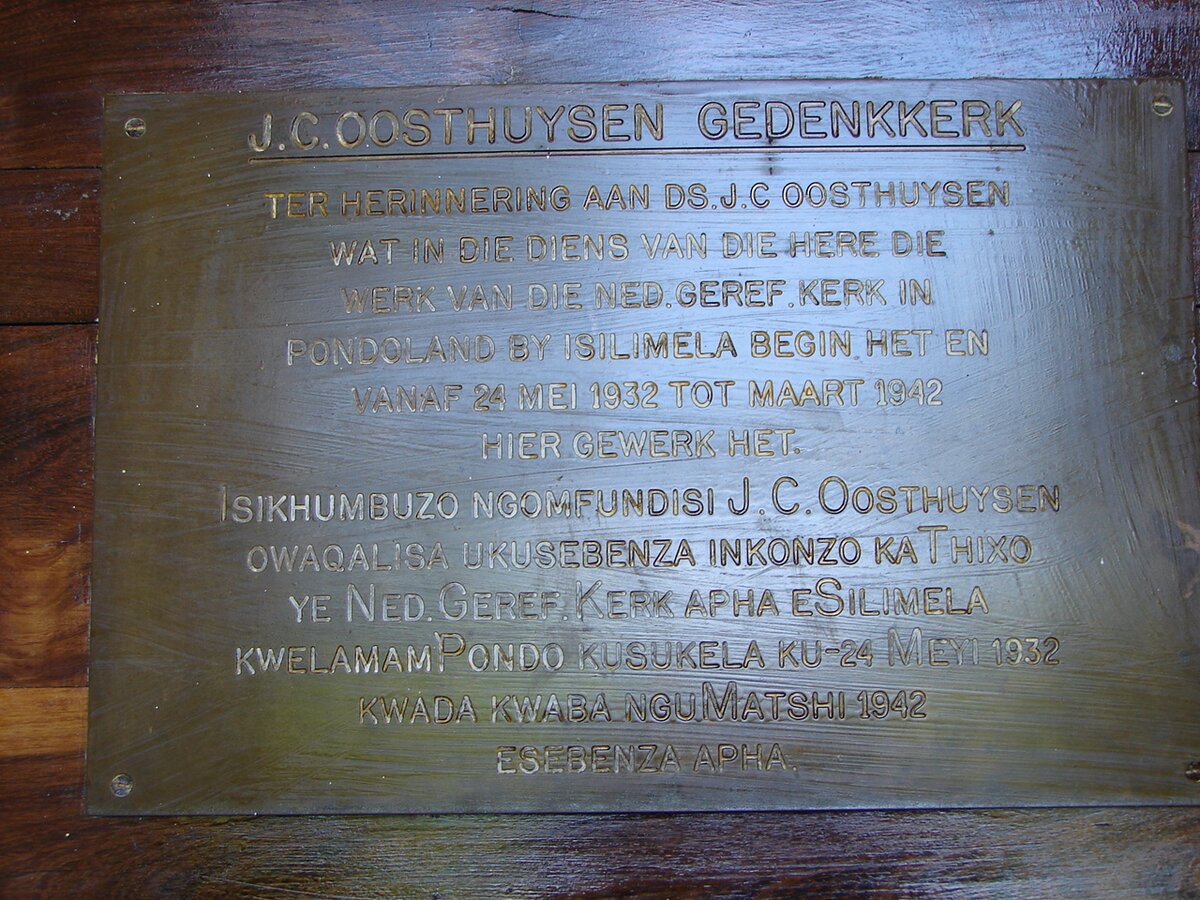 J.C. OOSTHUYSEN GEDENKKERK
TER HERINNERING AAN DS.J.C OOSTHUYSEN
WAT IN DIE DIENS VAN DIE HERE DIE
WERK VAN DIE NED.GEREF.KERK IN
PONDOLAND BY ISILIMELA BEGIN HET EN
VANAF 24 MEI 1932 TOT MAART 1942
HIER GEWERK HET.
ISIKHUMBUZO NGOMFUNDISI J.C.OOSTHUYSEN
OWAQALISA UKUSEBENZA INKONZO KATHIXO
YE NED.GEREF.KERK APHA ESILIMELA
KWELAMAMPONDO KUSUKELA KU-24 MEYI 1932
KWADA KWABA NGUMATSHI 1942
ESEBENZA APHA.